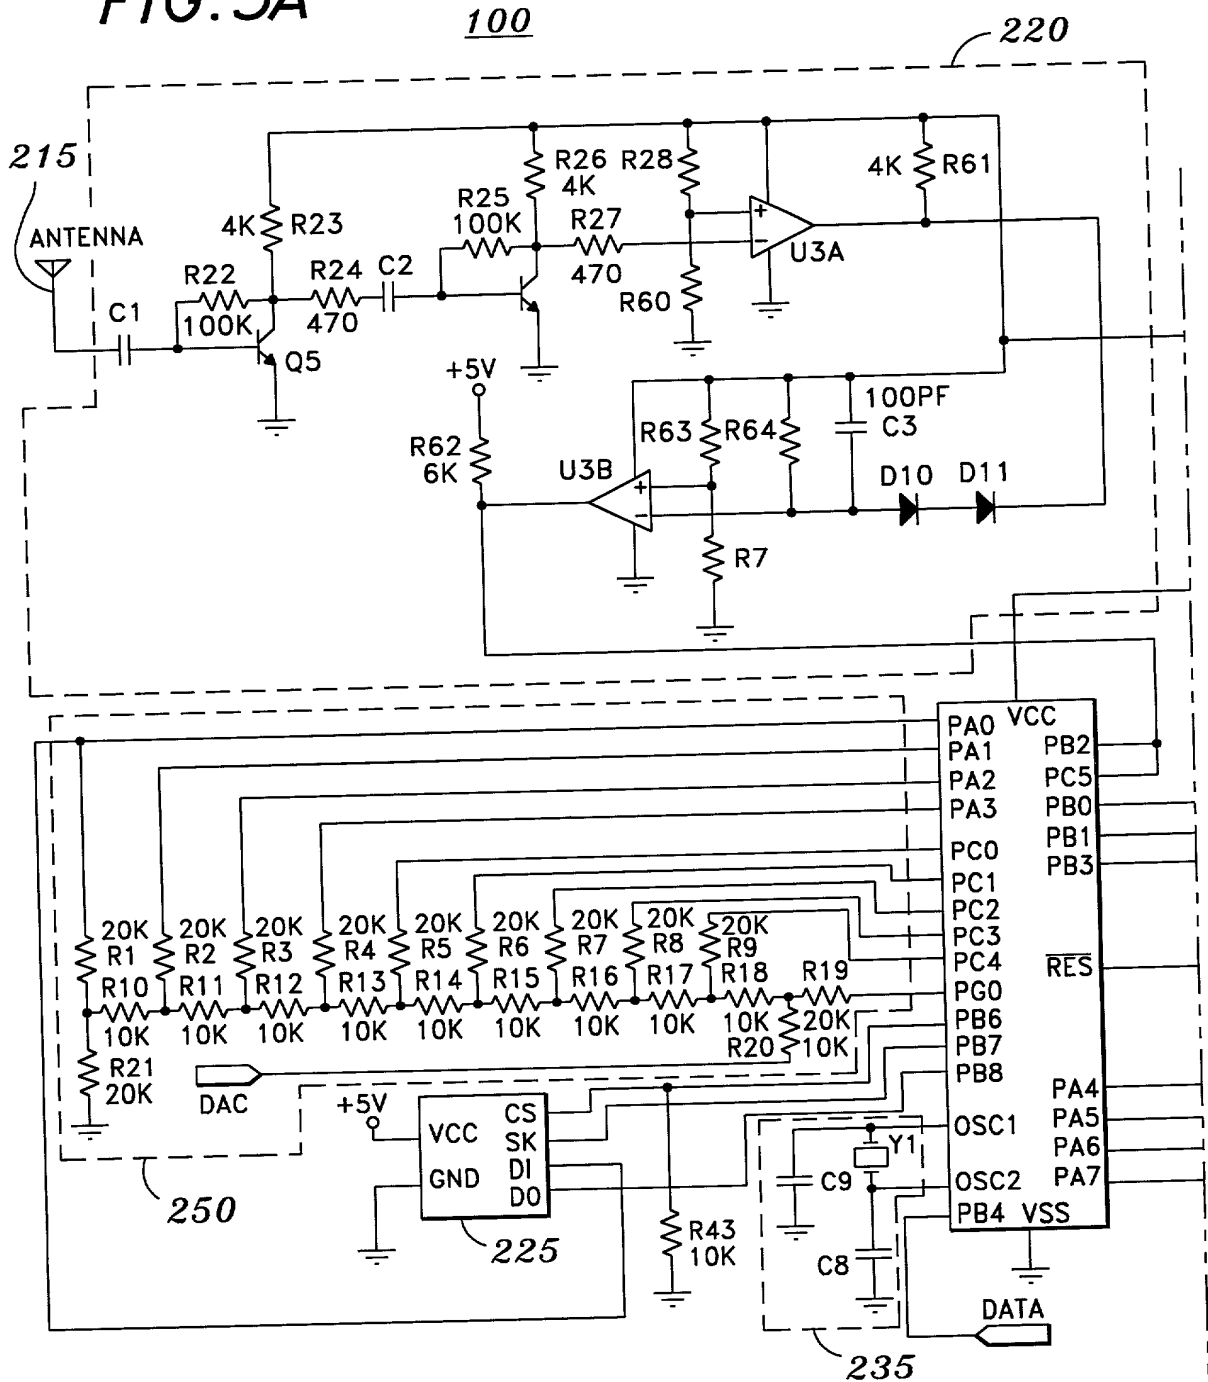 FIG. 5A
100
220
215
ANTENNA
C1
R22
100K
4K R23
R24
470
C2
Q5
R25
100K
R26
4K
R27
470
R28
R60
U3A
4K R61
+5V
R62
6K
U3B
R63
R64
100PF
C3
D10
D11
R7
VCC
PA0
PA1
PA2
PA3
PC0
PC1
PC2
PC3
PC4
PG0
PB6
PB7
PB8
OSC1
OSC2
PB4
VSS
PB2
PC5
PB0
PB1
PB3
RES
PA4
PA5
PA6
PA7
20K 20K 20K 20K 20K 20K 20K 20K 20K
R1 R2 R3 R4 R5 R6 R7 R8 R9
R10 R11 R12 R13 R14 R15 R16 R17 R18 R19
10K 10K 10K 10K 10K 10K 10K 10K 10K 20K
R20 10K
R21
20K
DAC
+5V
VCC
GND
CS
SK
DI
DO
250
225
R43
10K
C9
Y1
C8
235
DATA